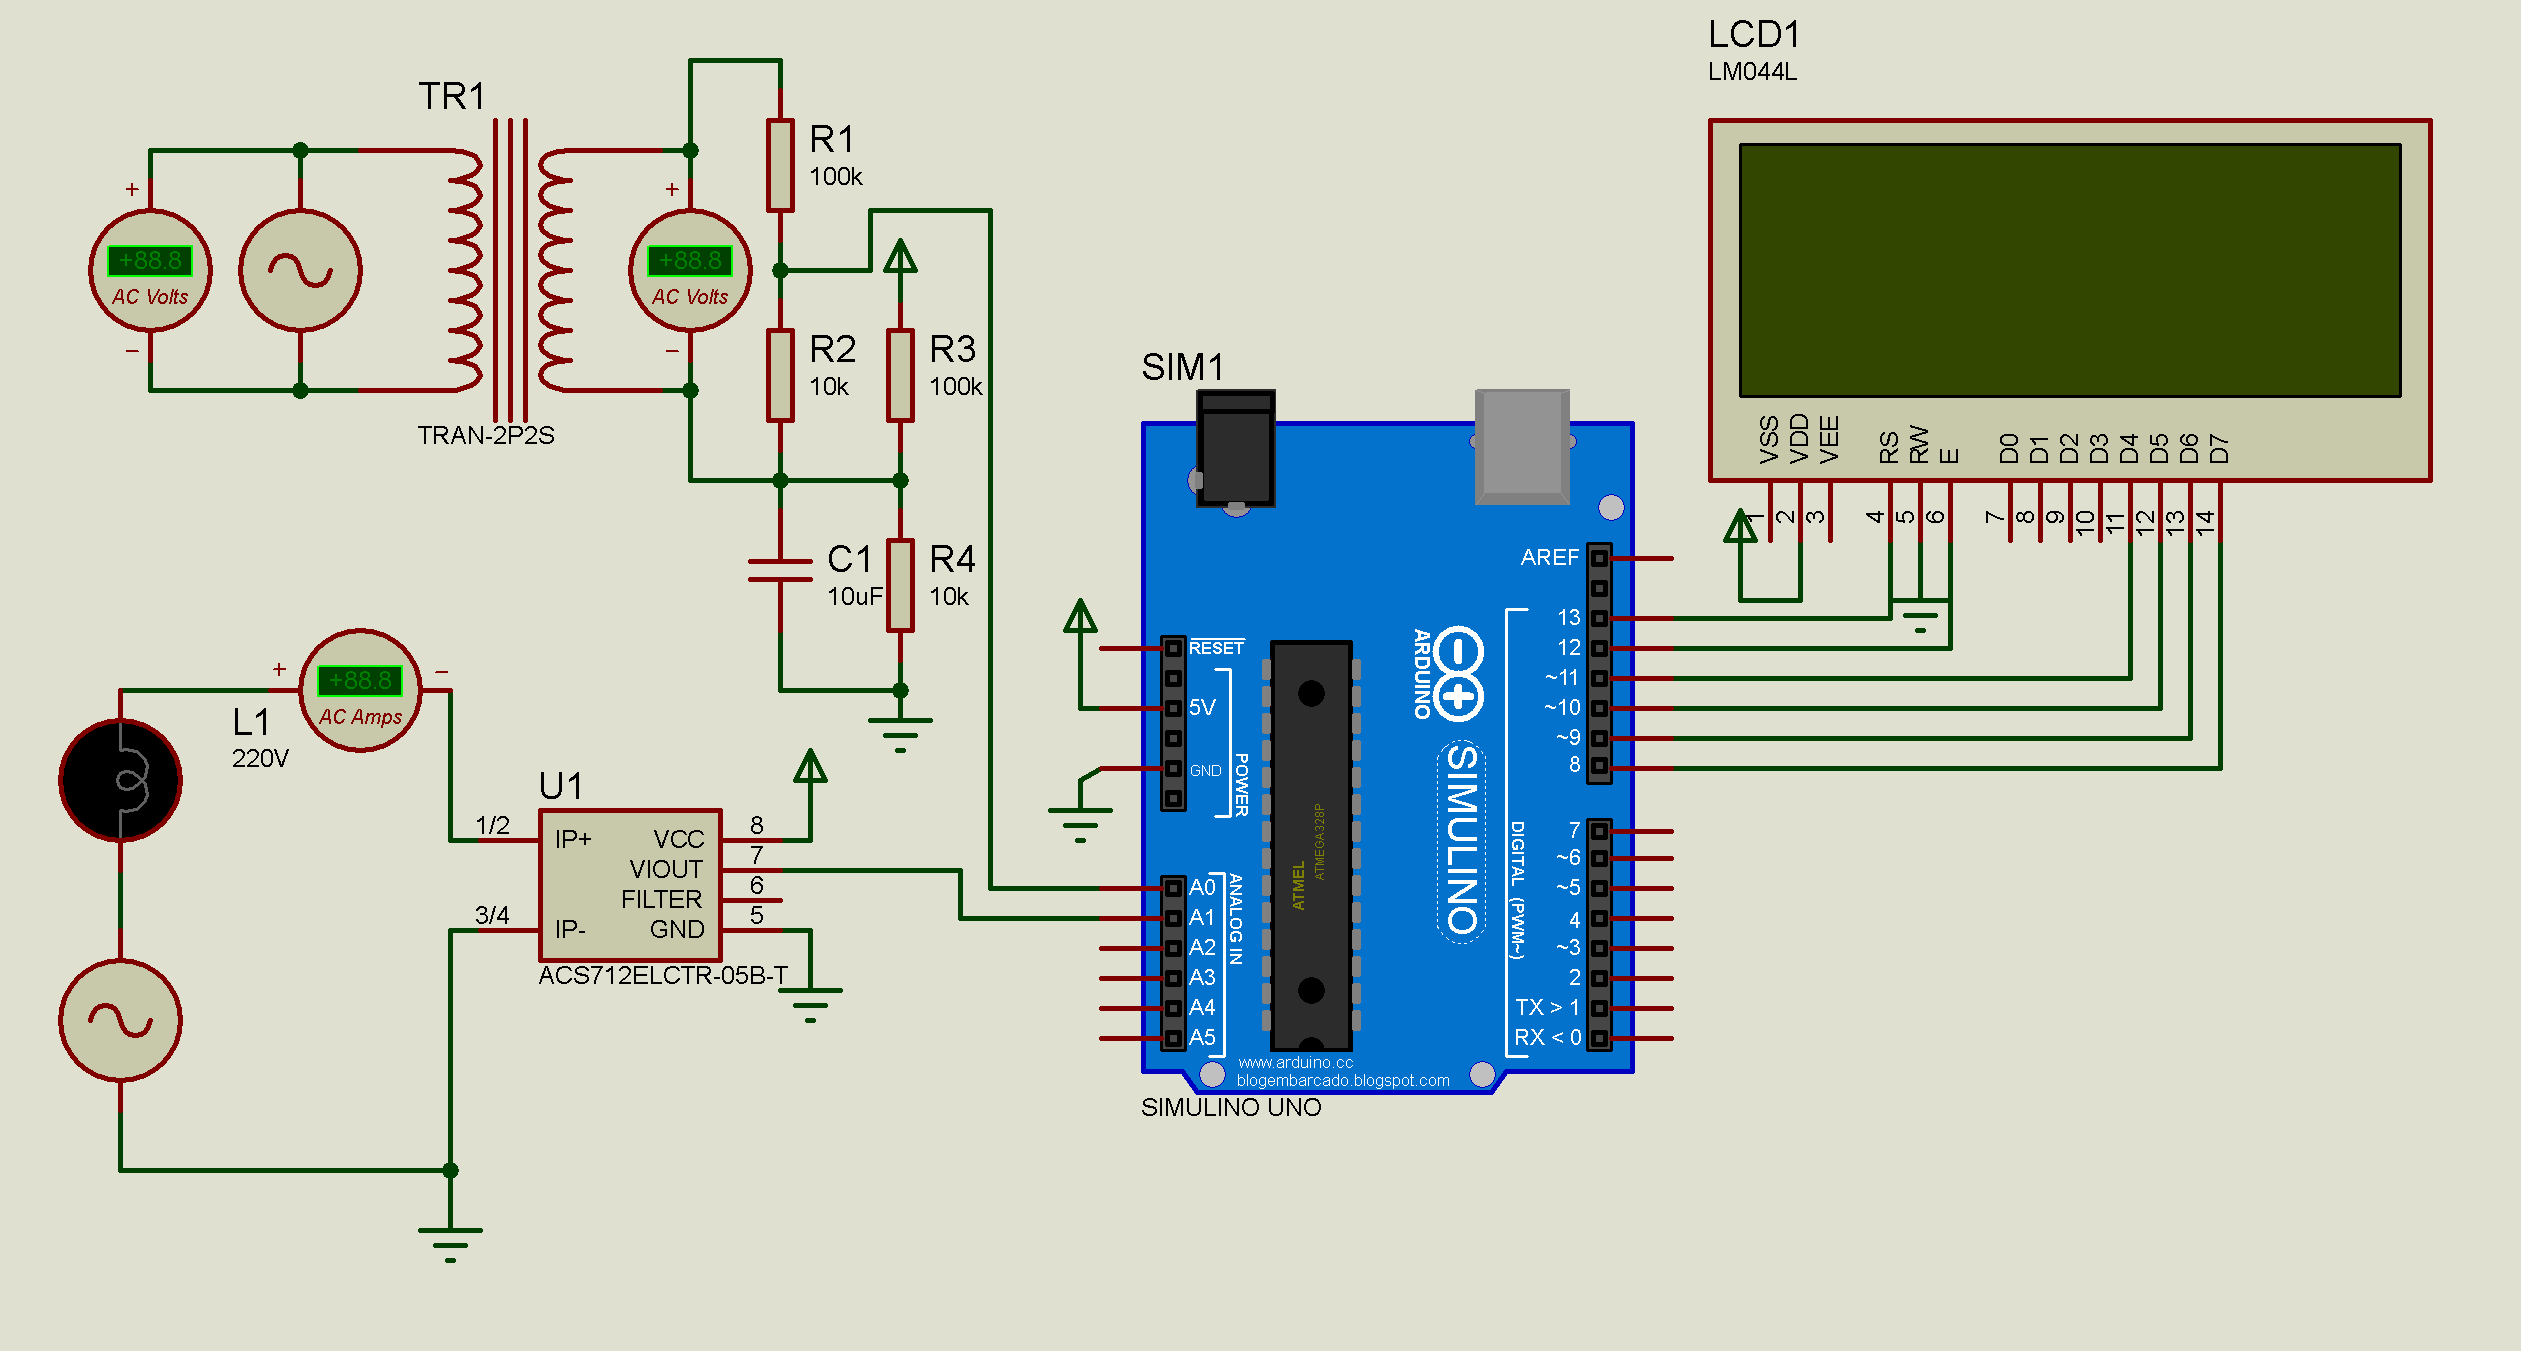 LCD1
LM044L
VSS
VDD
VEE
RS
RW
E
D0
D1
D2
D3
D4
D5
D6
D7
1
2
3
4
5
6
7
8
9
10
11
12
13
14
TR1
TRAN-2P2S
+
+88.8
AC Volts
−
+
+88.8
AC Volts
−
R1
100k
R2
10k
R3
100k
C1
10uF
R4
10k
L1
220V
+
−
+88.8
AC Amps
U1
1/2
IP+
3/4
IP-
VCC
8
VIOUT
7
FILTER
6
GND
5
ACS712ELCTR-05B-T
SIM1
RESET
5V
GND
POWER
A0
A1
A2
A3
A4
A5
ANALOG IN
ATMEL
ATMEGA328P
ARDUINO
SIMULINO
AREF
13
12
~11
~10
~9
8
7
~6
~5
4
~3
2
TX > 1
RX < 0
DIGITAL (PWM~)
www.arduino.cc
blogembarcado.blogspot.com
SIMULINO UNO